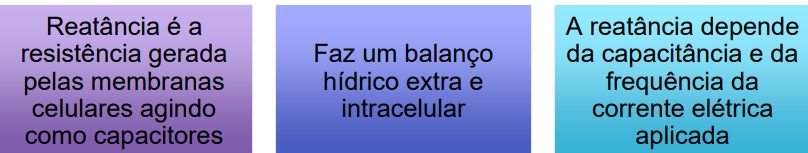 Reatância é a
resistência gerada
pelas membranas
celulares agindo
como capacitores
Faz um balanço
hídrico extra e
intracelular
A reatância depende
da capacitância e da
frequência da
corrente elétrica
aplicada